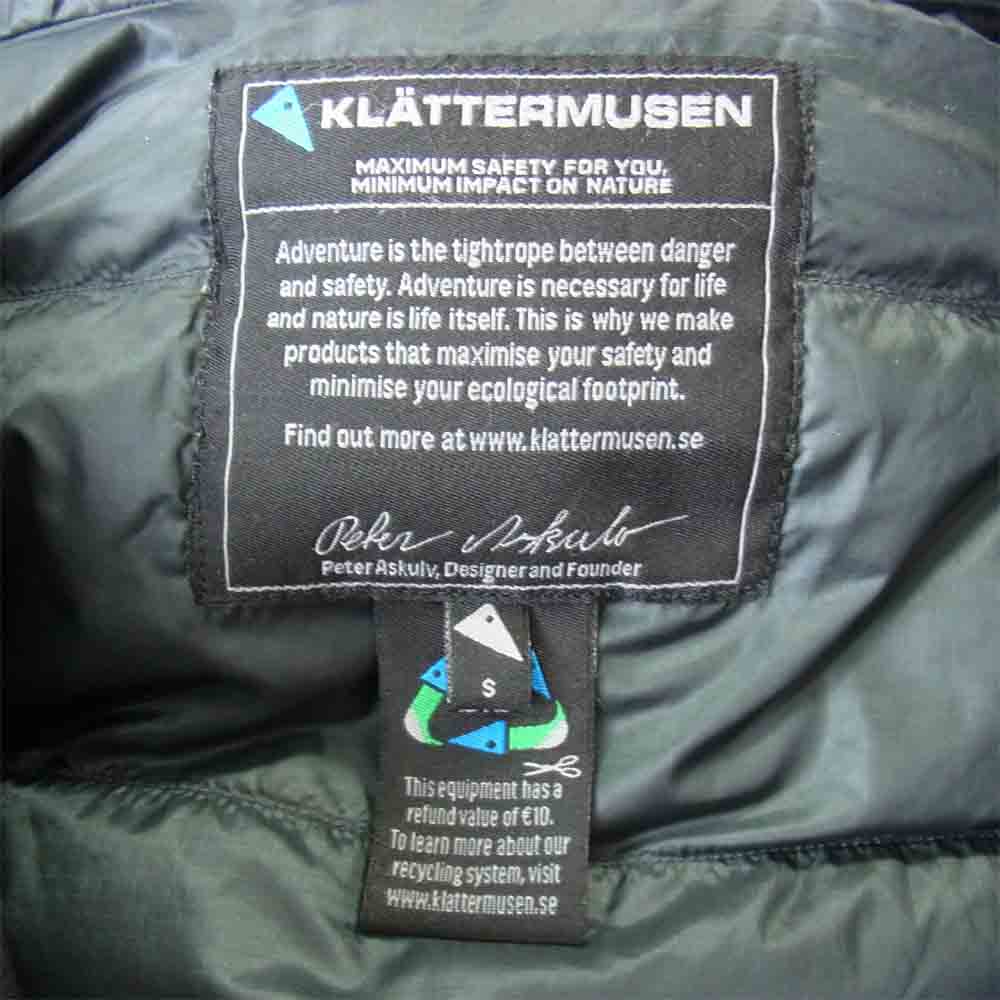 KLÄTTERMUSEN
MAXIMUM SAFETY FOR YOU,
MINIMUM IMPACT ON NATURE
Adventure is the tightrope between danger
and safety. Adventure is necessary for life
and nature is life itself. This is why we make
products that maximise your safety and
minimise your ecological footprint.
Find out more at www.klattermusen.se
Peter Askulv
Peter Askulv, Designer and Founder
S
This equipment has a
refund value of €10.
To learn more about our
recycling system, visit
www.klattermusen.se